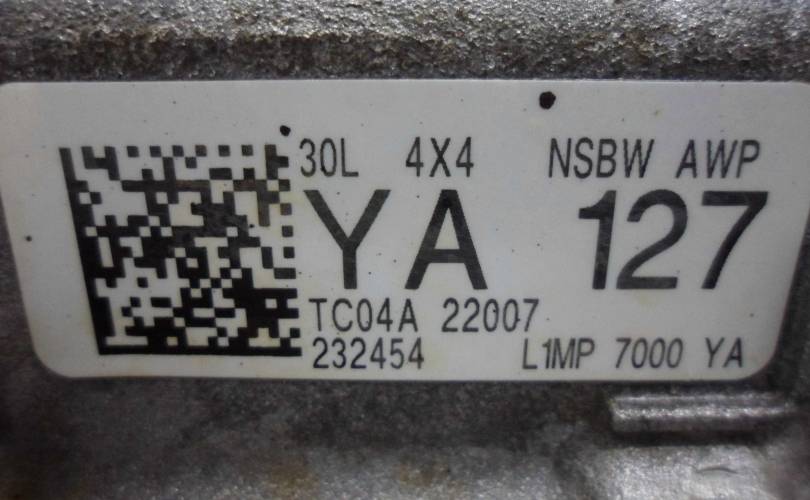 30L 4X4 NSBW AWP
YA 127
TC04A 22007
232454 L1MP 7000 YA